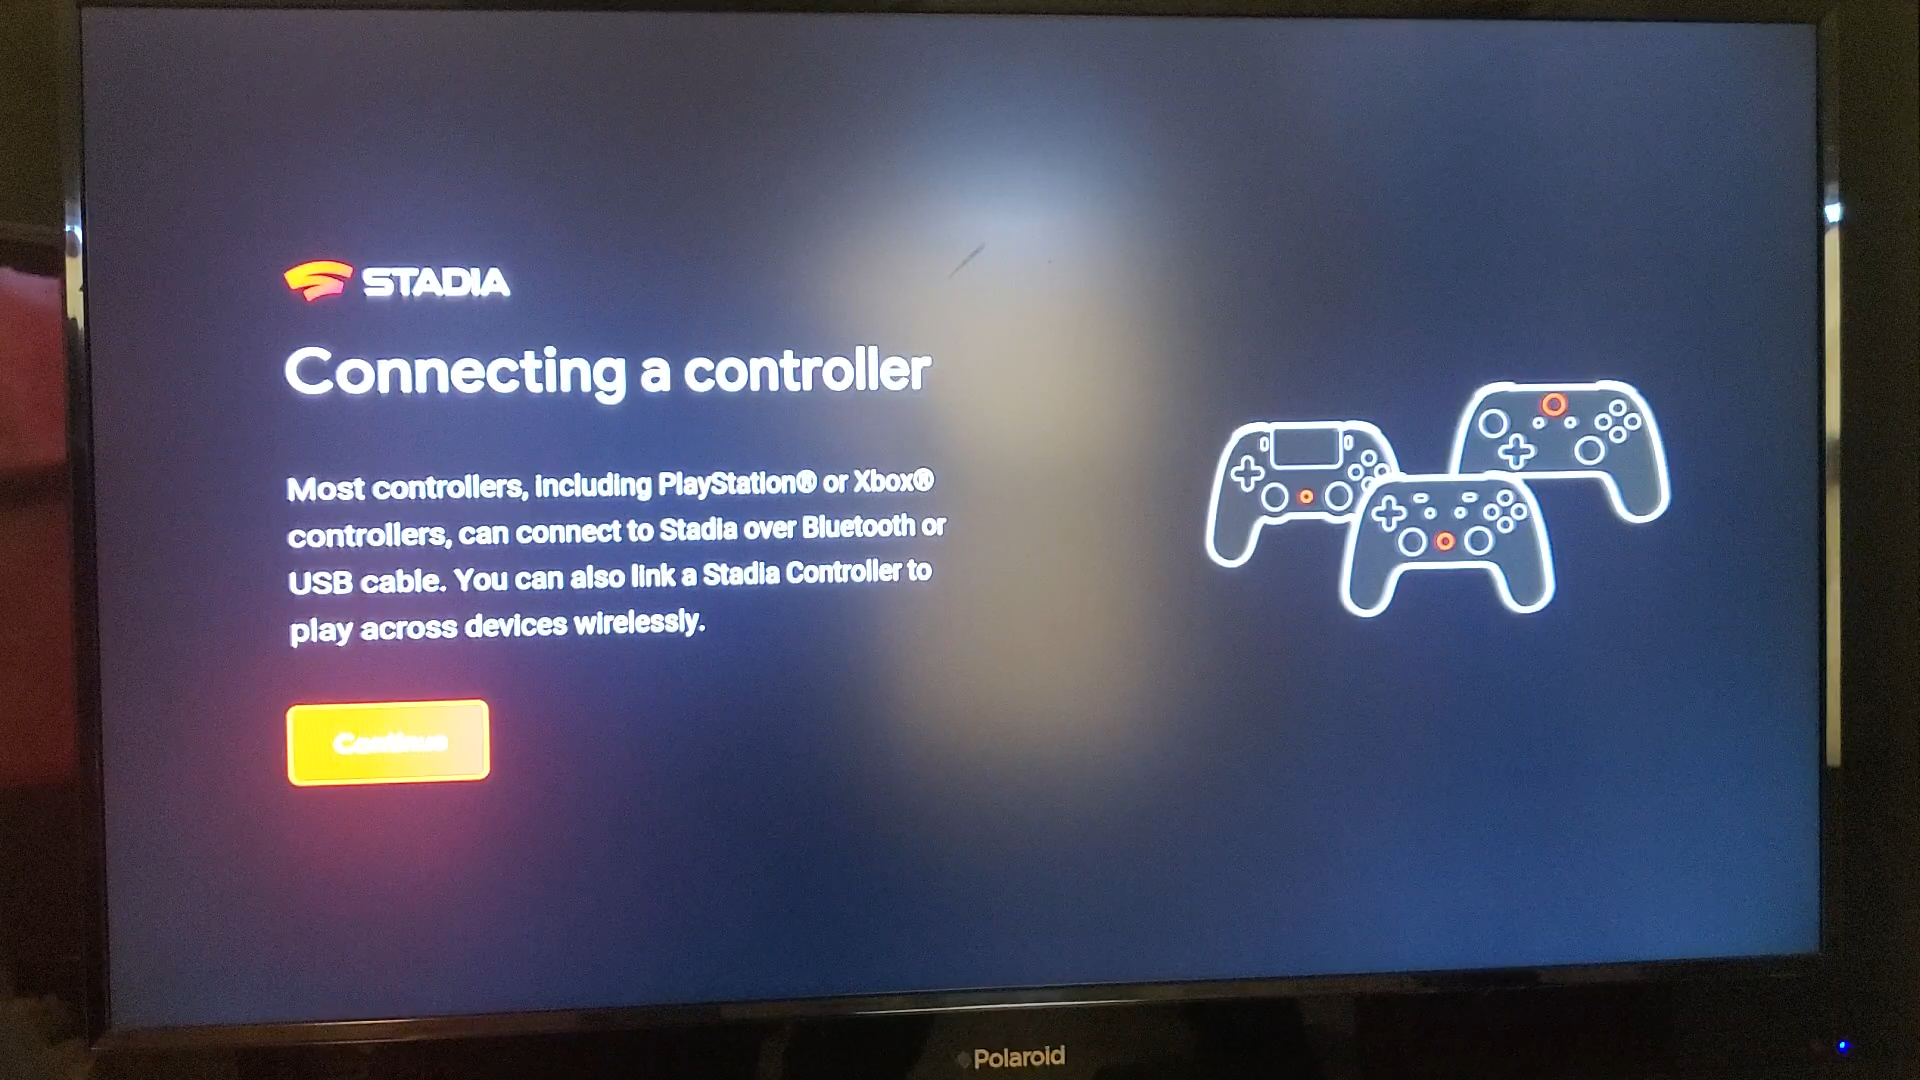 STADIA
Connecting a controller
Most controllers, including PlayStation® or Xbox®
controllers, can connect to Stadia over Bluetooth or
USB cable. You can also link a Stadia Controller to
play across devices wirelessly.
Continue
Polaroid